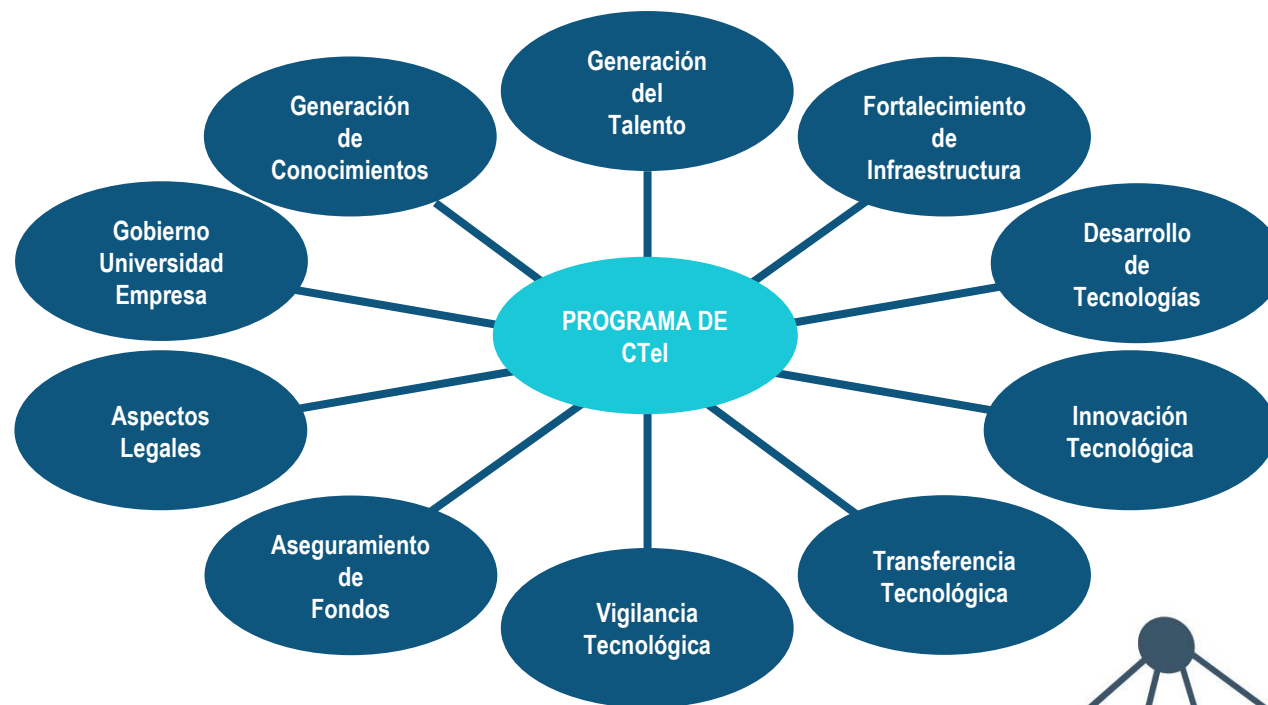 Generación
del
Talento
Fortalecimiento
de
Infraestructura
Desarrollo
de
Tecnologías
Innovación
Tecnológica
Transferencia
Tecnológica
Vigilancia
Tecnológica
Aseguramiento
de
Fondos
Aspectos
Legales
Gobierno
Universidad
Empresa
Generación
de
Conocimientos
PROGRAMA DE
CTeI